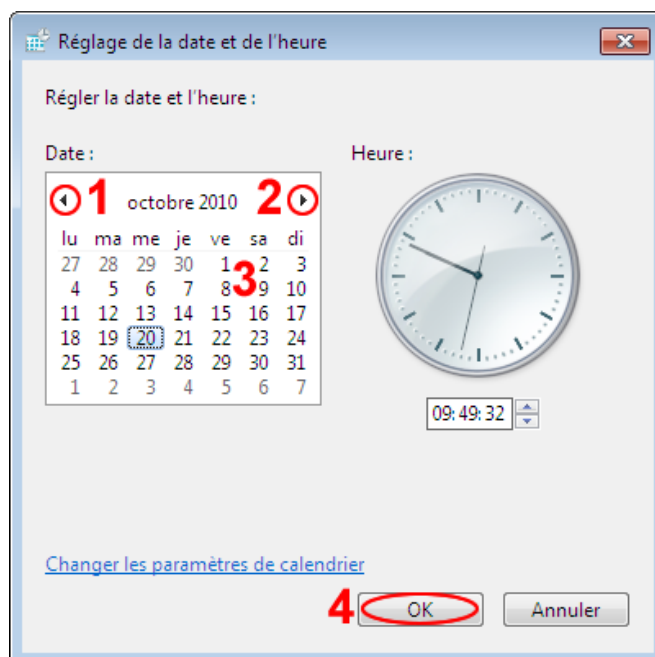 Réglage de la date et de l'heure
Régler la date et l'heure :
Date :
Heure :
1 octobre 2010 2
lu ma me je ve sa di
27 28 29 30 1 2 3
3
4 5 6 7 8 9 10
11 12 13 14 15 16 17
18 19 20 21 22 23 24
25 26 27 28 29 30 31
1 2 3 4 5 6 7
09:49:32
Changer les paramètres de calendrier
4 OK Annuler